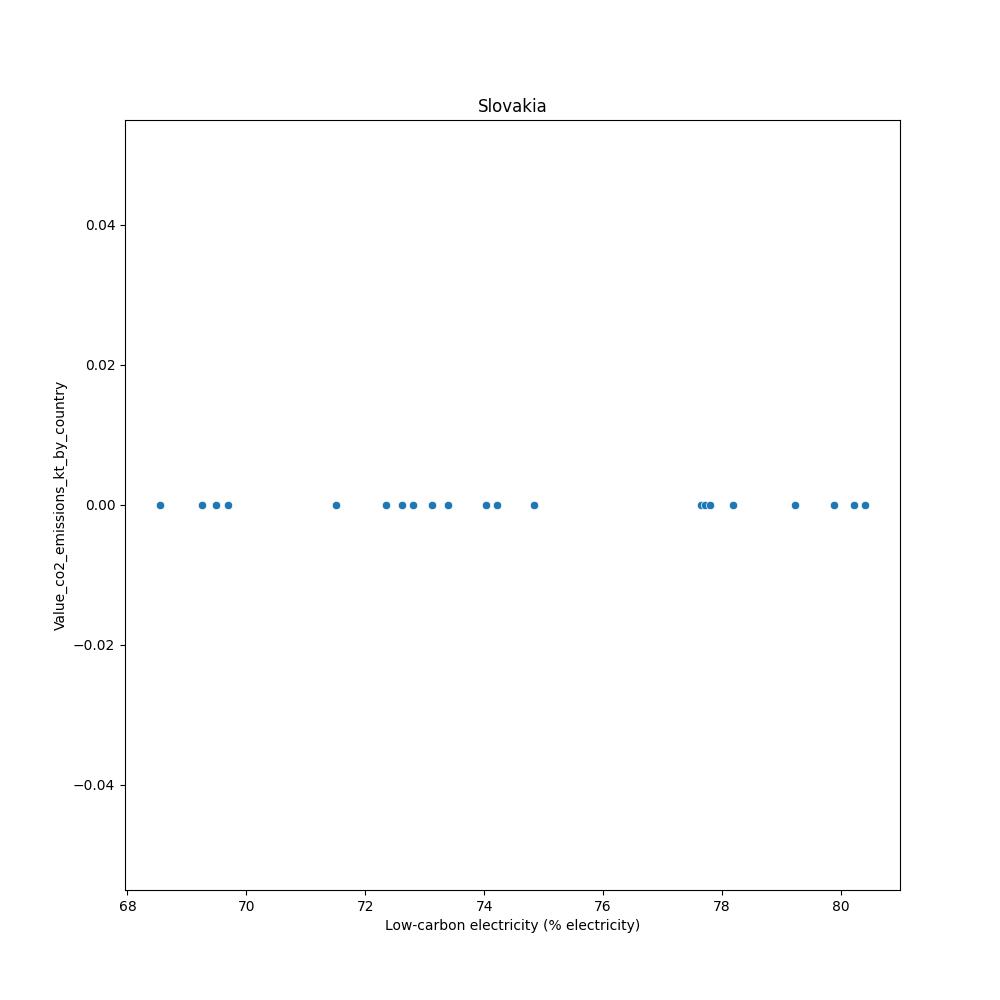 Slovakia
0.04
0.02
0.00
−0.02
−0.04
Value_co2_emissions_kt_by_country
68 70 72 74 76 78 80
Low-carbon electricity (% electricity)